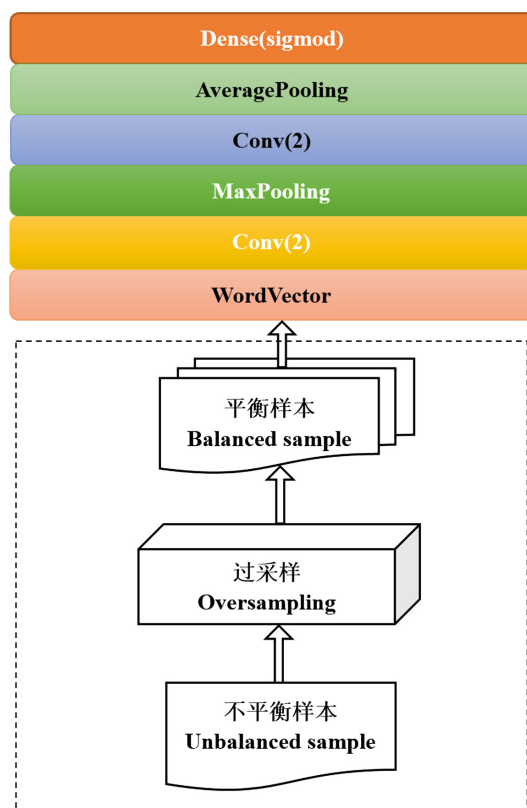 Dense(sigmod)
AveragePooling
Conv(2)
MaxPooling
Conv(2)
WordVector
平衡样本
Balanced sample
过采样
Oversampling
不平衡样本
Unbalanced sample